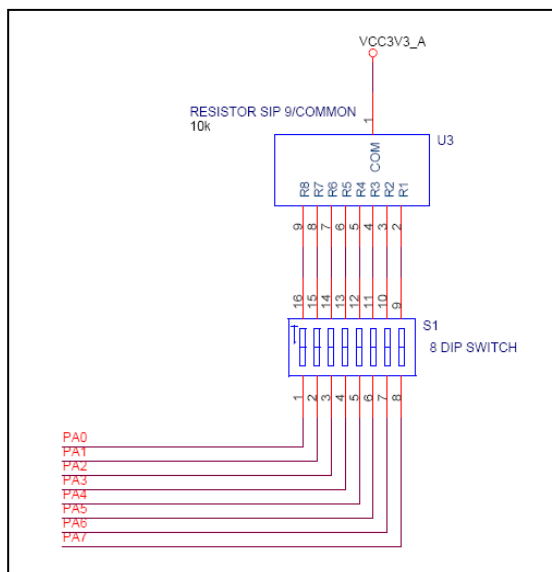 VCC3V3_A
RESISTOR SIP 9/COMMON
10k
1
U3
COM
R8 R7 R6 R5 R4 R3 R2 R1
9 8 7 6 5 4 3 2
16 15 14 13 12 11 10 9
S1
8 DIP SWITCH
1 2 3 4 5 6 7 8
PA0
PA1
PA2
PA3
PA4
PA5
PA6
PA7